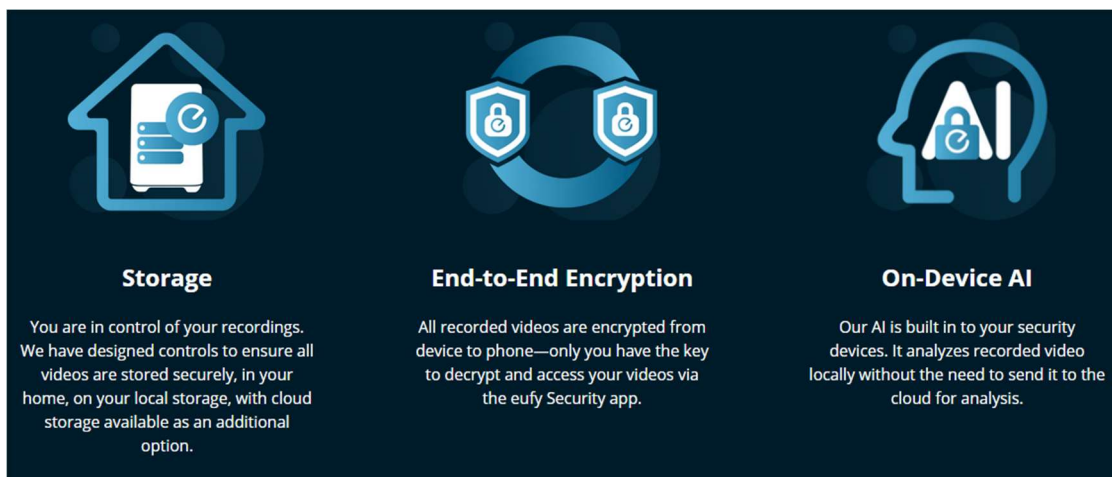 AI
Storage
You are in control of your recordings.
We have designed controls to ensure all
videos are stored securely, in your
home, on your local storage, with cloud
storage available as an additional
option.
End-to-End Encryption
All recorded videos are encrypted from
device to phone—only you have the key
to decrypt and access your videos via
the eufy Security app.
On-Device AI
Our AI is built in to your security
devices. It analyzes recorded video
locally without the need to send it to the
cloud for analysis.